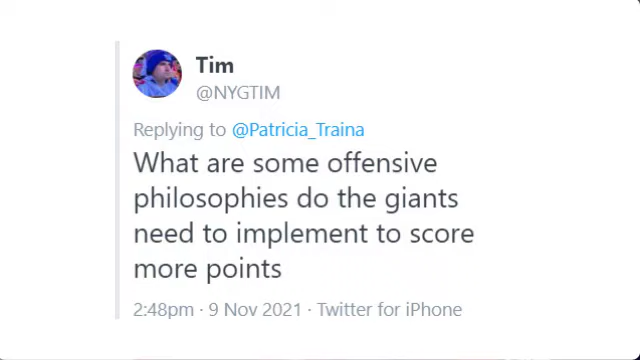 Tim
@NYGTIM
Replying to @Patricia_Traina
What are some offensive
philosophies do the giants
need to implement to score
more points
2:48pm · 9 Nov 2021 · Twitter for iPhone